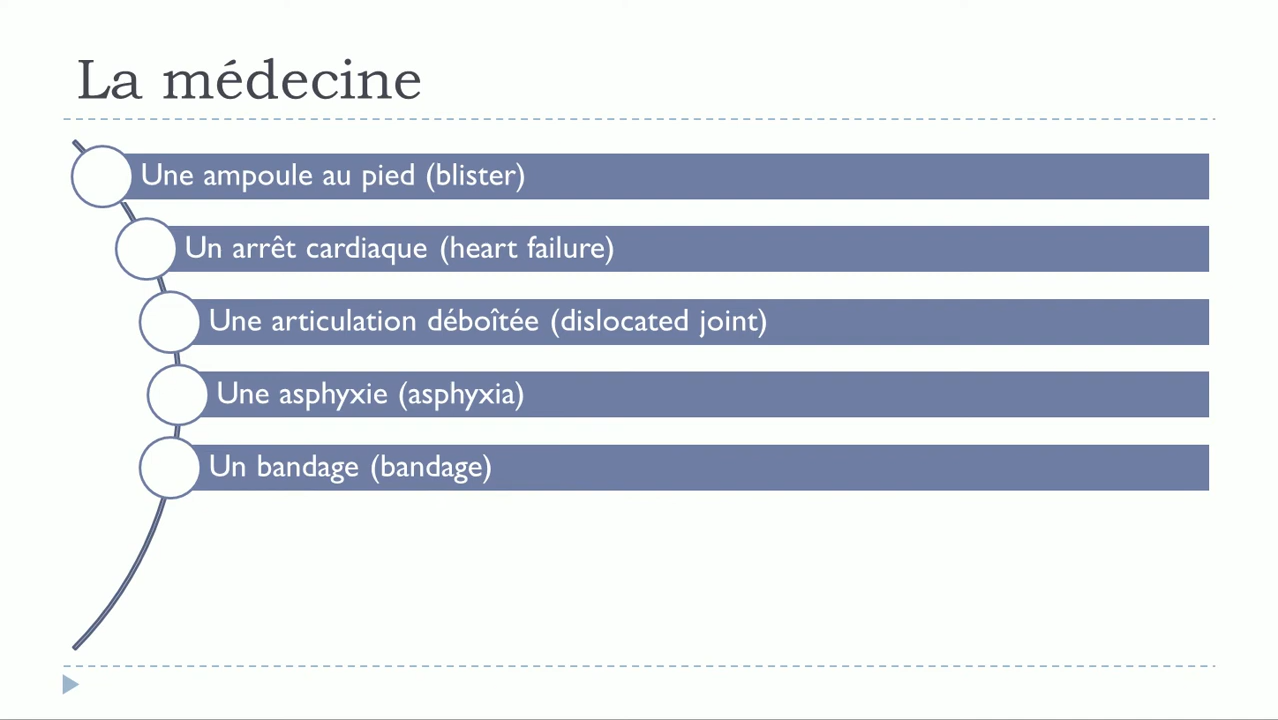 La médecine
Une ampoule au pied (blister)
Un arrêt cardiaque (heart failure)
Une articulation déboîtée (dislocated joint)
Une asphyxie (asphyxia)
Un bandage (bandage)